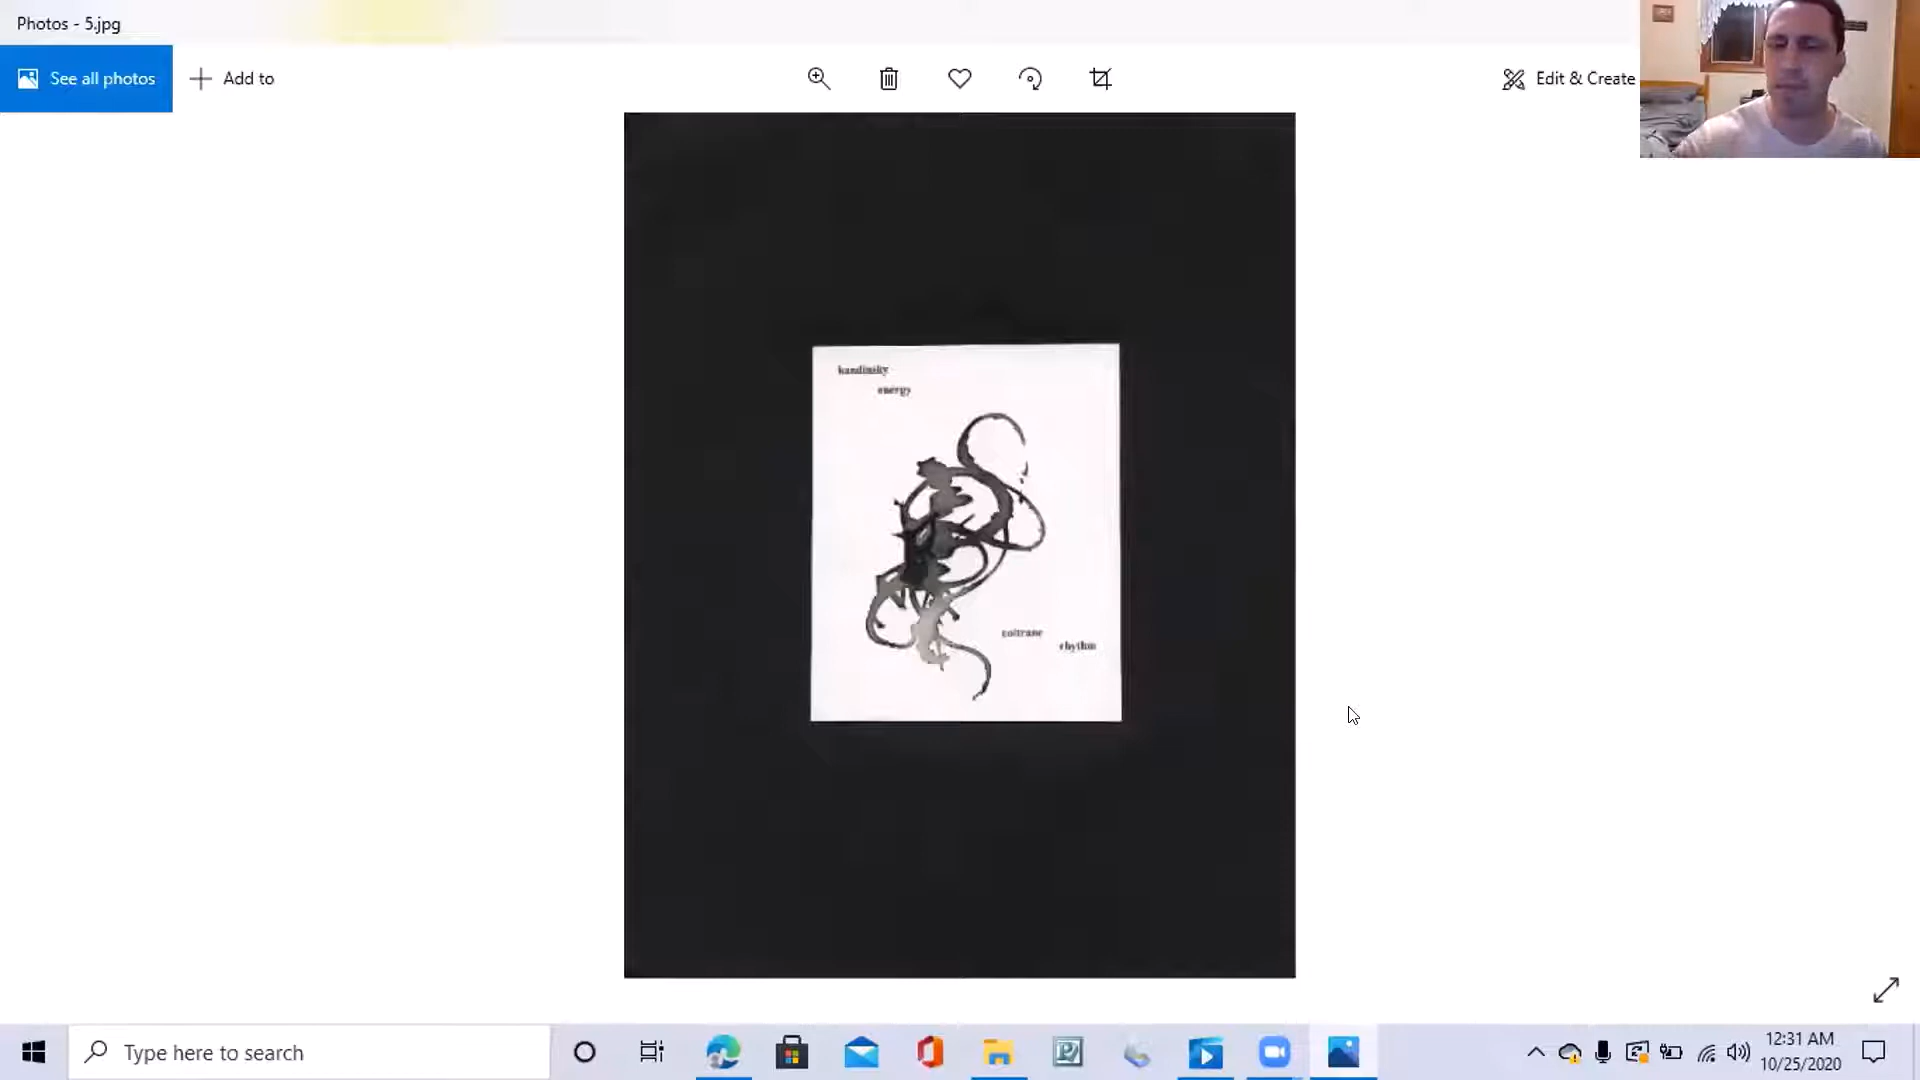 Photos - 5.jpg
See all photos
Add to
Edit & Create
kandinsky
energy
coltrane
rhythm
Type here to search
12:31 AM
10/25/2020